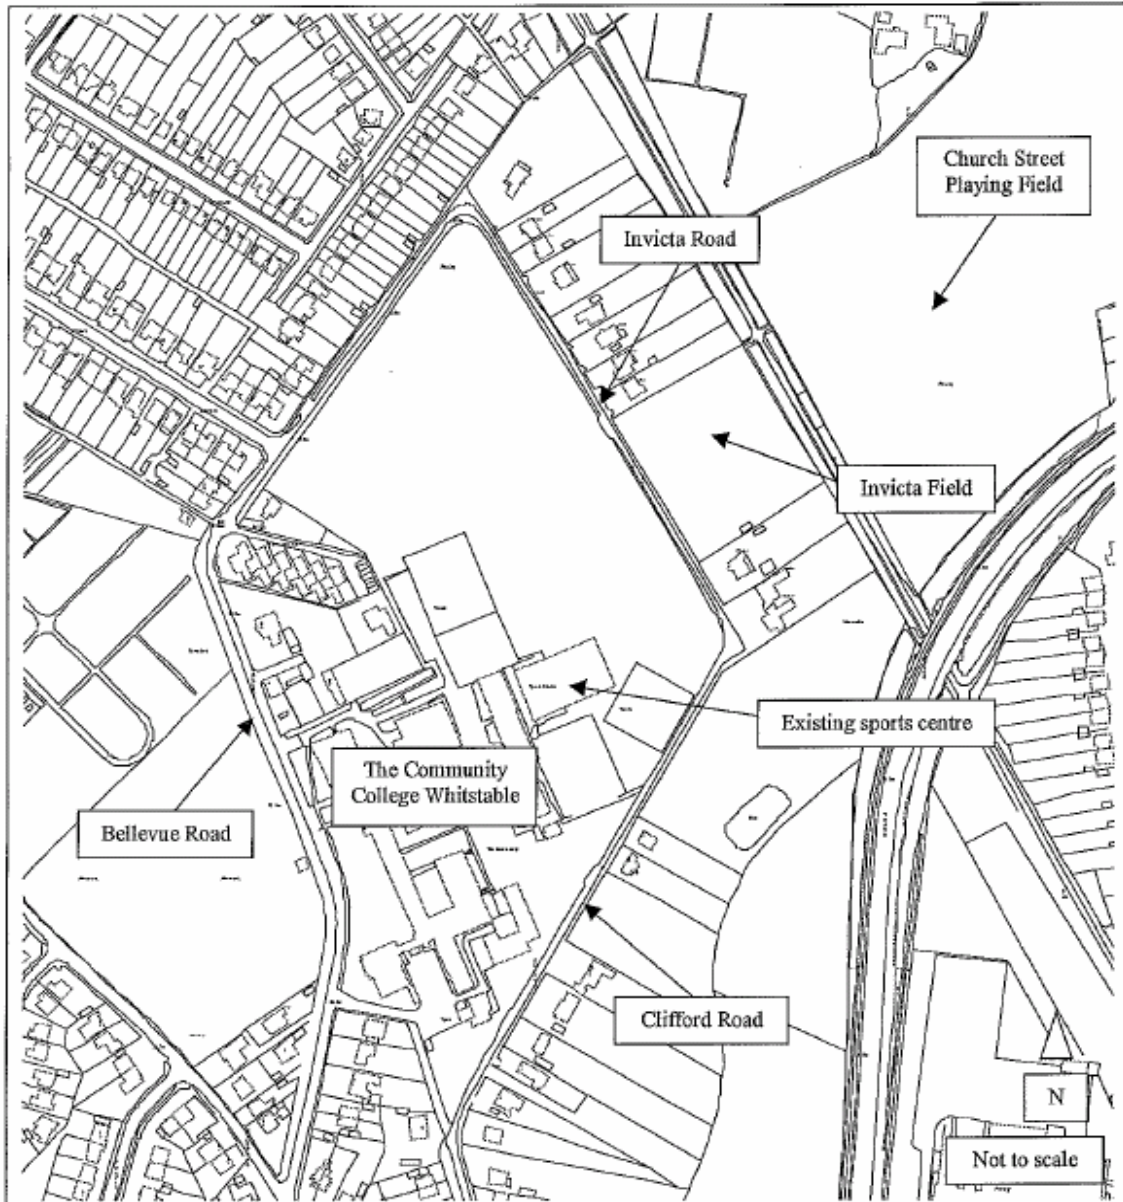 Church Street
Playing Field
Invicta Road
Invicta Field
Existing sports centre
The Community
College Whitstable
Bellevue Road
Clifford Road
N
Not to scale